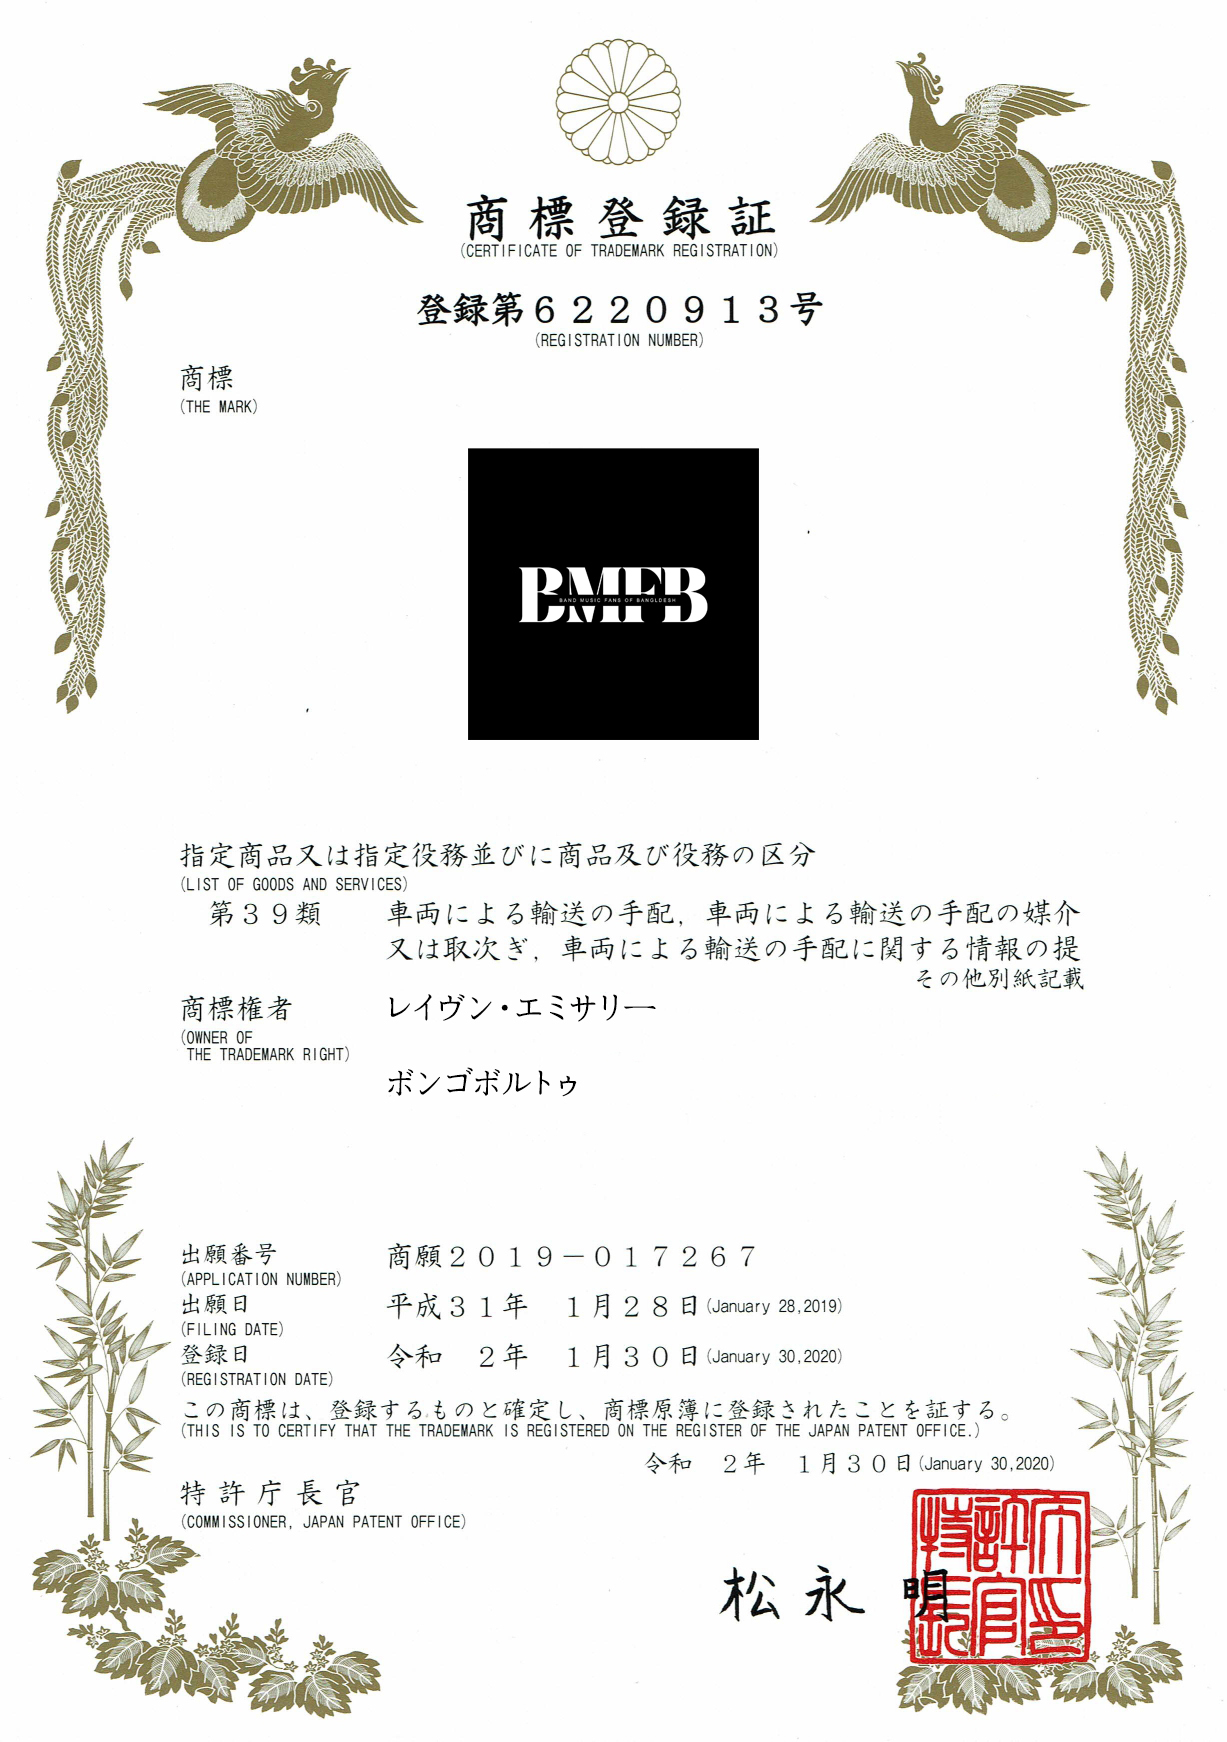 商標登録証
(CERTIFICATE OF TRADEMARK REGISTRATION)
登録第６２２０９１３号
(REGISTRATION NUMBER)
商標
(THE MARK)
BMFB
BAND MUSIC FANS OF BANGLDESH
指定商品又は指定役務並びに商品及び役務の区分
(LIST OF GOODS AND SERVICES)
第３９類 車両による輸送の手配，車両による輸送の手配の媒介
又は取次ぎ，車両による輸送の手配に関する情報の提
その他別紙記載
商標権者 レイヴン・エミサリー
(OWNER OF
THE TRADEMARK RIGHT)
ボンゴボルトゥ
出願番号 商願２０１９－０１７２６７
(APPLICATION NUMBER)
出願日 平成３１年　１月２８日(January 28,2019)
(FILING DATE)
登録日 令和　２年　１月３０日(January 30,2020)
(REGISTRATION DATE)
この商標は、登録するものと確定し、商標原簿に登録されたことを証する。
(THIS IS TO CERTIFY THAT THE TRADEMARK IS REGISTERED ON THE REGISTER OF THE JAPAN PATENT OFFICE.)
令和　２年　１月３０日(January 30,2020)
特許庁長官
(COMMISSIONER, JAPAN PATENT OFFICE)
松永 明